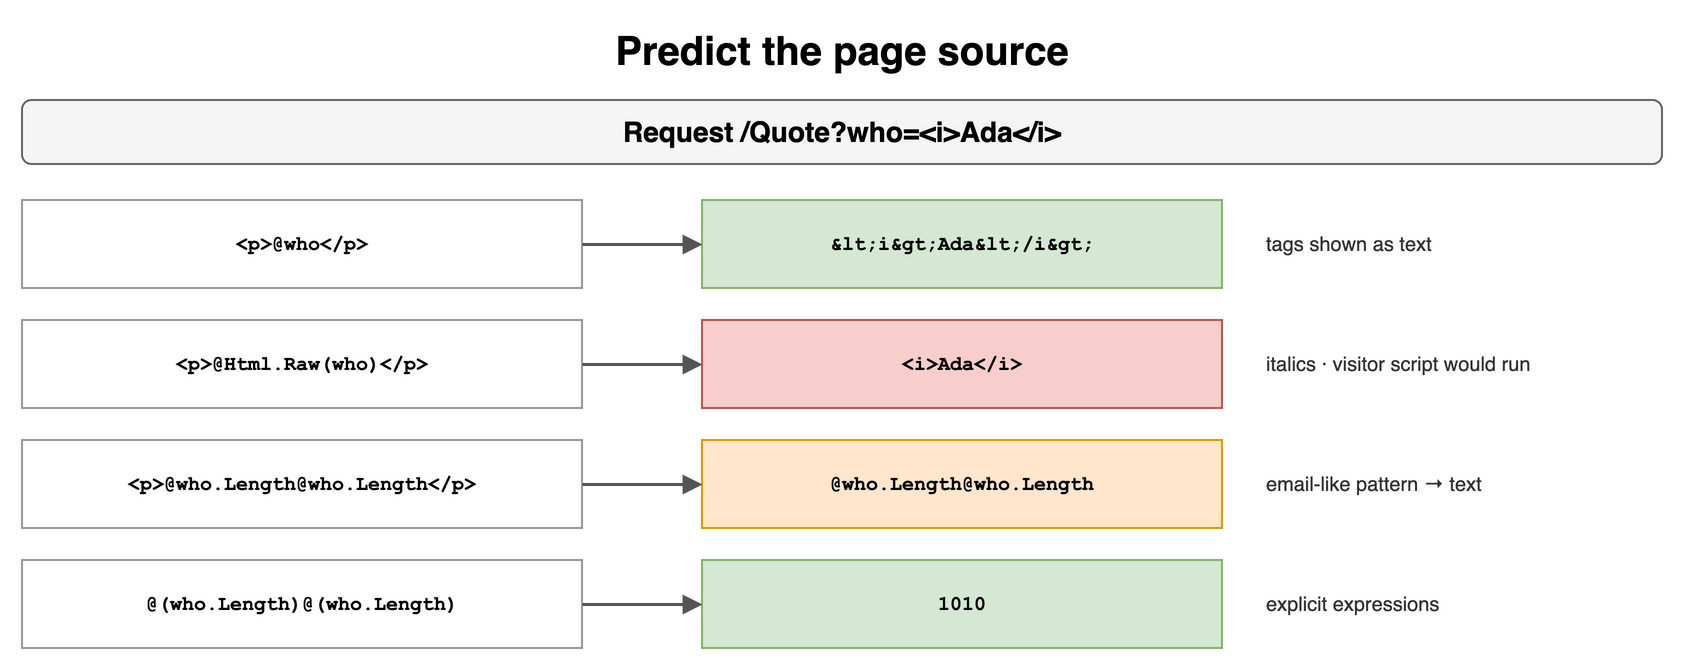 Predict the page source
Request /Quote?who=<i>Ada</i>
<p>@who</p>
&lt;i&gt;Ada&lt;/i&gt;
tags shown as text
<p>@Html.Raw(who)</p>
<i>Ada</i>
italics · visitor script would run
<p>@who.Length@who.Length</p>
@who.Length@who.Length
email-like pattern → text
@(who.Length)@(who.Length)
1010
explicit expressions